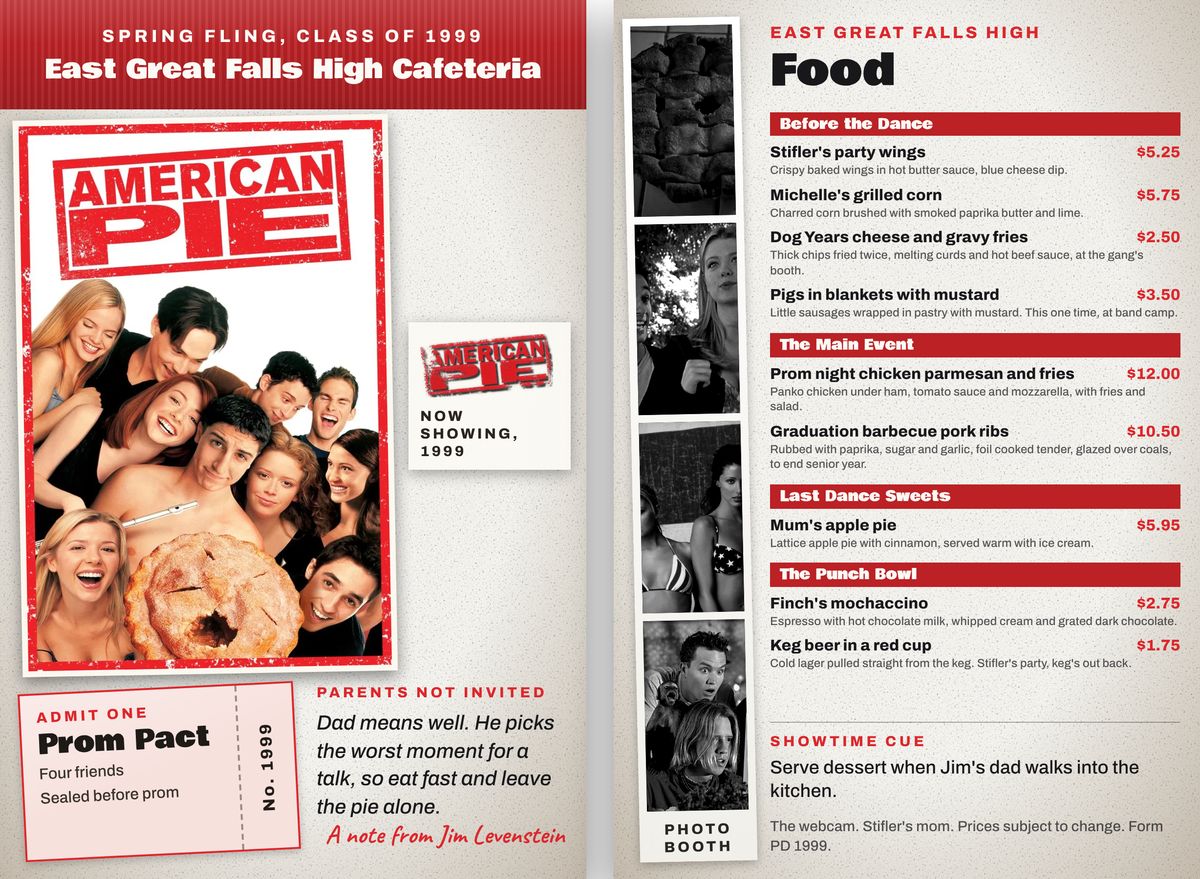 SPRING FLING, CLASS OF 1999
East Great Falls High Cafeteria
AMERICAN
PIE
AMERICAN
PIE
NOW
SHOWING,
1999
ADMIT ONE
Prom Pact
Four friends
Sealed before prom
No. 1999
PARENTS NOT INVITED
Dad means well. He picks
the worst moment for a
talk, so eat fast and leave
the pie alone.
A note from Jim Levenstein
PHOTO
BOOTH
EAST GREAT FALLS HIGH
Food
Before the Dance
Stifler's party wings $5.25
Crispy baked wings in hot butter sauce, blue cheese dip.
Michelle's grilled corn $5.75
Charred corn brushed with smoked paprika butter and lime.
Dog Years cheese and gravy fries $2.50
Thick chips fried twice, melting curds and hot beef sauce, at the gang's
booth.
Pigs in blankets with mustard $3.50
Little sausages wrapped in pastry with mustard. This one time, at band camp.
The Main Event
Prom night chicken parmesan and fries $12.00
Panko chicken under ham, tomato sauce and mozzarella, with fries and
salad.
Graduation barbecue pork ribs $10.50
Rubbed with paprika, sugar and garlic, foil cooked tender, glazed over coals,
to end senior year.
Last Dance Sweets
Mum's apple pie $5.95
Lattice apple pie with cinnamon, served warm with ice cream.
The Punch Bowl
Finch's mochaccino $2.75
Espresso with hot chocolate milk, whipped cream and grated dark chocolate.
Keg beer in a red cup $1.75
Cold lager pulled straight from the keg. Stifler's party, keg's out back.
SHOWTIME CUE
Serve dessert when Jim's dad walks into the
kitchen.
The webcam. Stifler's mom. Prices subject to change. Form
PD 1999.